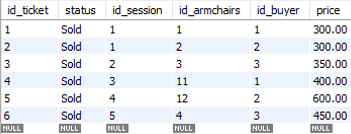 id_ticket status id_session id_armchairs id_buyer price
1 Sold 1 1 1 300.00
2 Sold 1 2 2 300.00
3 Sold 2 3 3 350.00
4 Sold 3 11 1 400.00
5 Sold 4 12 2 600.00
6 Sold 5 4 3 450.00
NULL NULL NULL NULL NULL NULL